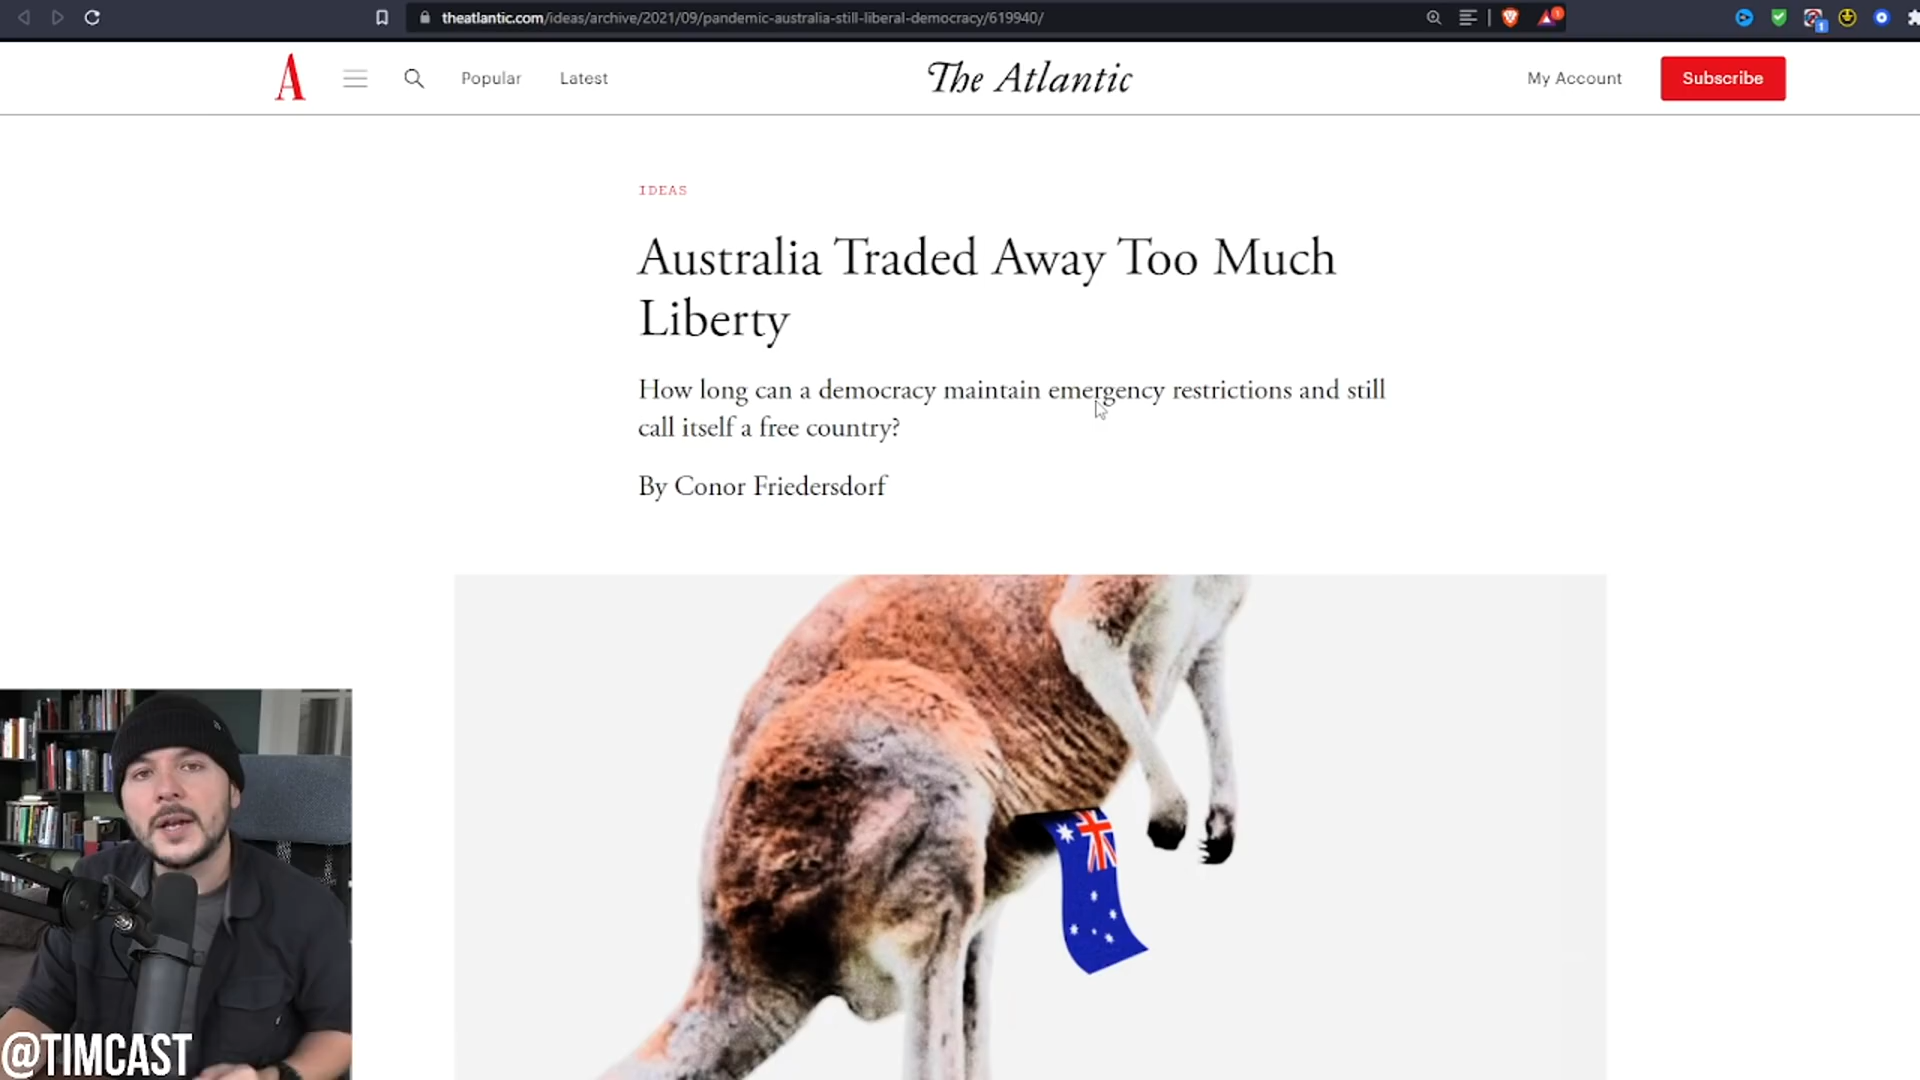 theatlantic.com/ideas/archive/2021/09/pandemic-australia-still-liberal-democracy/619940/
A
Popular
Latest
The Atlantic
My Account
Subscribe
IDEAS
Australia Traded Away Too Much
Liberty
How long can a democracy maintain emergency restrictions and still
call itself a free country?
By Conor Friedersdorf
@TIMCAST